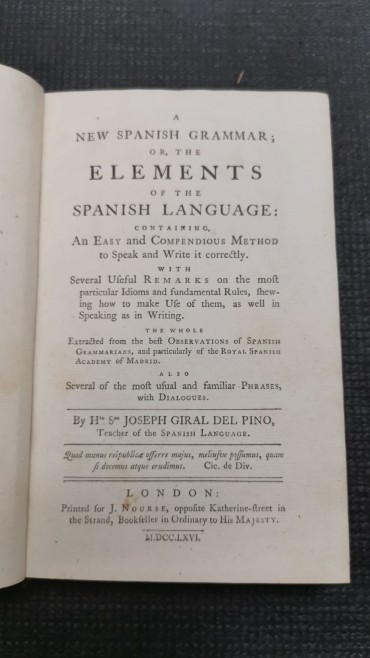 A
NEW SPANISH GRAMMAR;
OR, THE
ELEMENTS
OF THE
SPANISH LANGUAGE:
CONTAINING,
An EASY and COMPENDIOUS METHOD
to Speak and Write it correctly.
WITH
Several Uſeful REMARKS on the moſt
particular Idioms and fundamental Rules, ſhew-
ing how to make Uſe of them, as well in
Speaking as in Writing.
THE WHOLE
Extracted from the beſt OBSERVATIONS of SPANISH
GRAMMARIANS, and particularly of the ROYAL SPANISH
ACADEMY OF MADRID.
ALSO
Several of the moſt uſual and familiar PHRASES,
with DIALOGUES.
By Hto San JOSEPH GIRAL DEL PINO,
Teacher of the SPANISH LANGUAGE.
Quod munus reipublicæ afferre majus, meliuſve poſſumus, quam
ſi docemus atque erudimus. Cic. de Div.
LONDON:
Printed for J. NOURSE, oppoſite Katherine-ſtreet in
the Strand, Bookſeller in Ordinary to His MAJESTY.
M.DCC.LXVI.